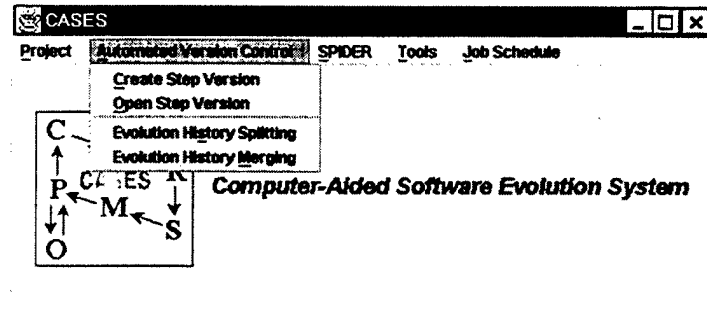 CASES
Project Automated Version Control SPIDER Tools Job Schedule
Create Step Version
Open Step Version
Evolution History Splitting
Evolution History Merging
C
R
P
M
S
O
Computer-Aided Software Evolution System